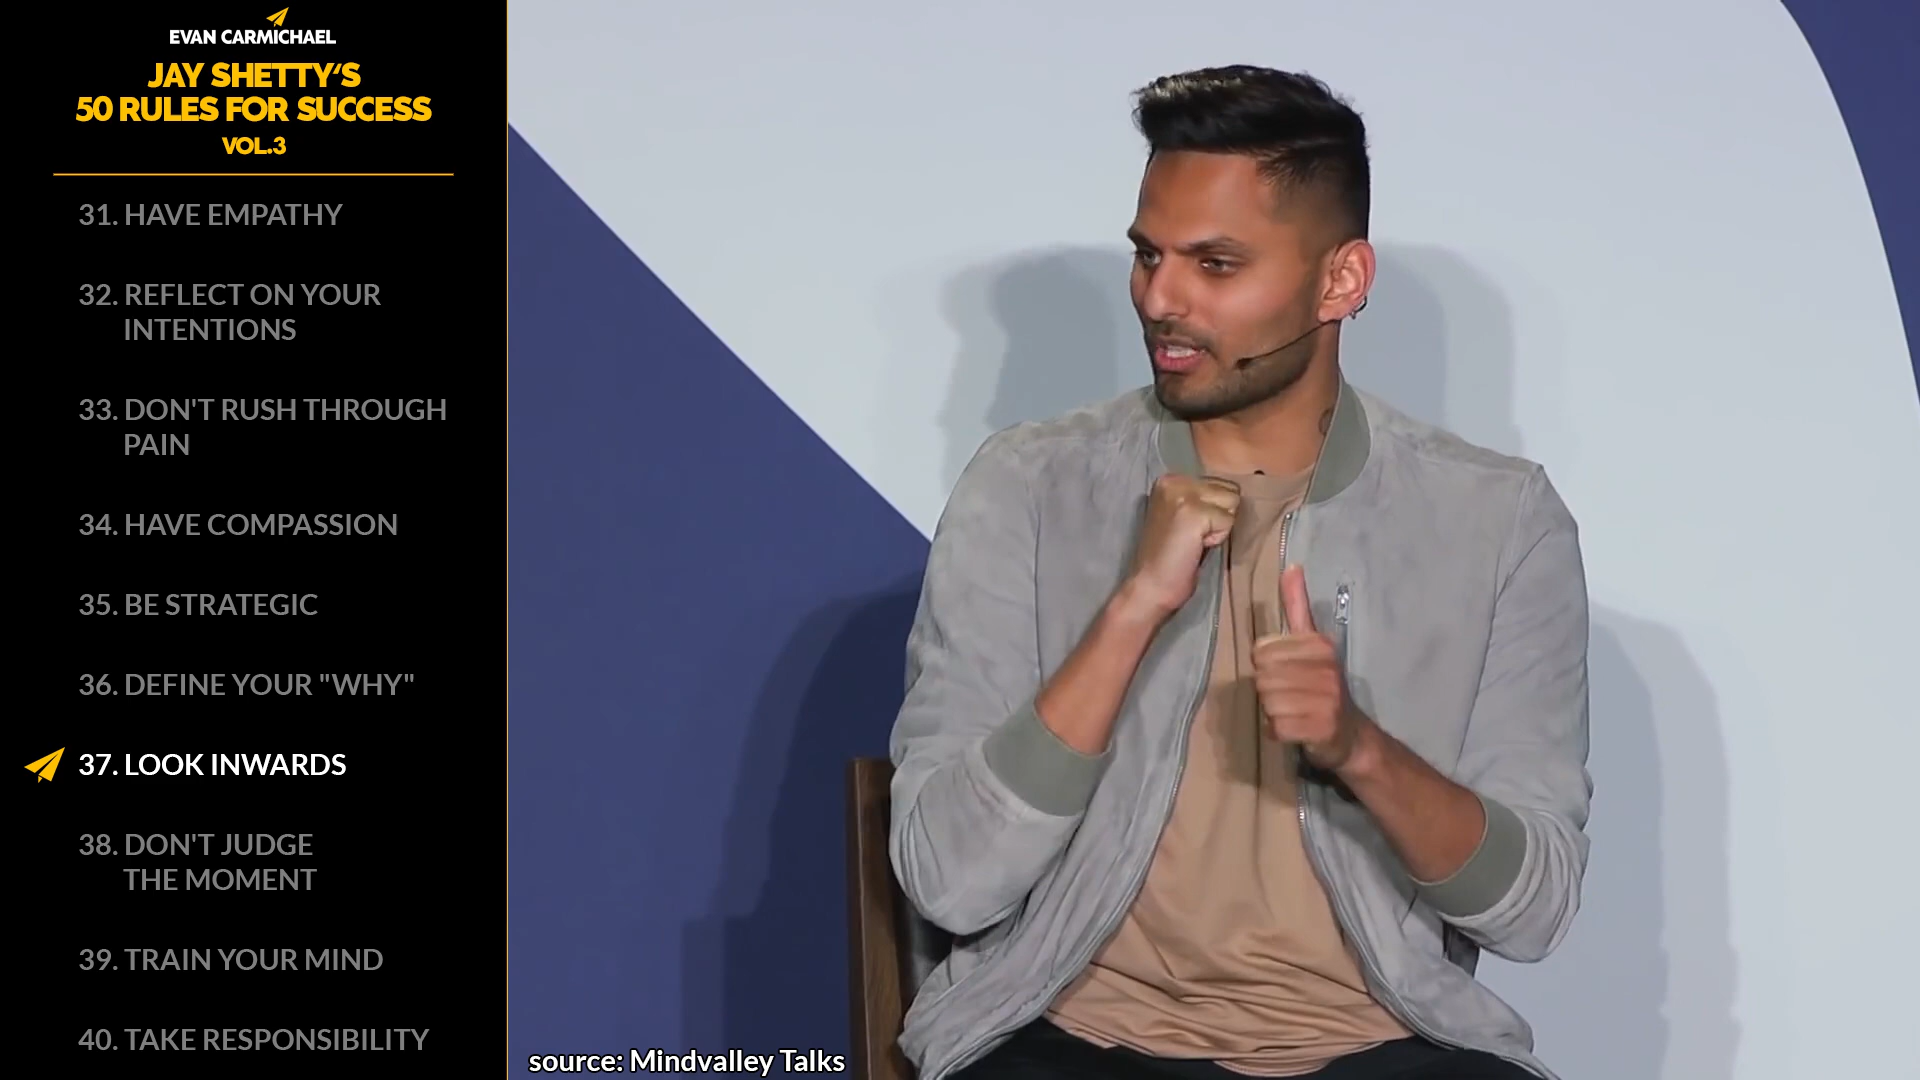 EVAN CARMICHAEL
JAY SHETTY'S
50 RULES FOR SUCCESS
VOL.3
31. HAVE EMPATHY
32. REFLECT ON YOUR
INTENTIONS
33. DON'T RUSH THROUGH
PAIN
34. HAVE COMPASSION
35. BE STRATEGIC
36. DEFINE YOUR "WHY"
37. LOOK INWARDS
38. DON'T JUDGE
THE MOMENT
39. TRAIN YOUR MIND
40. TAKE RESPONSIBILITY
source: Mindvalley Talks